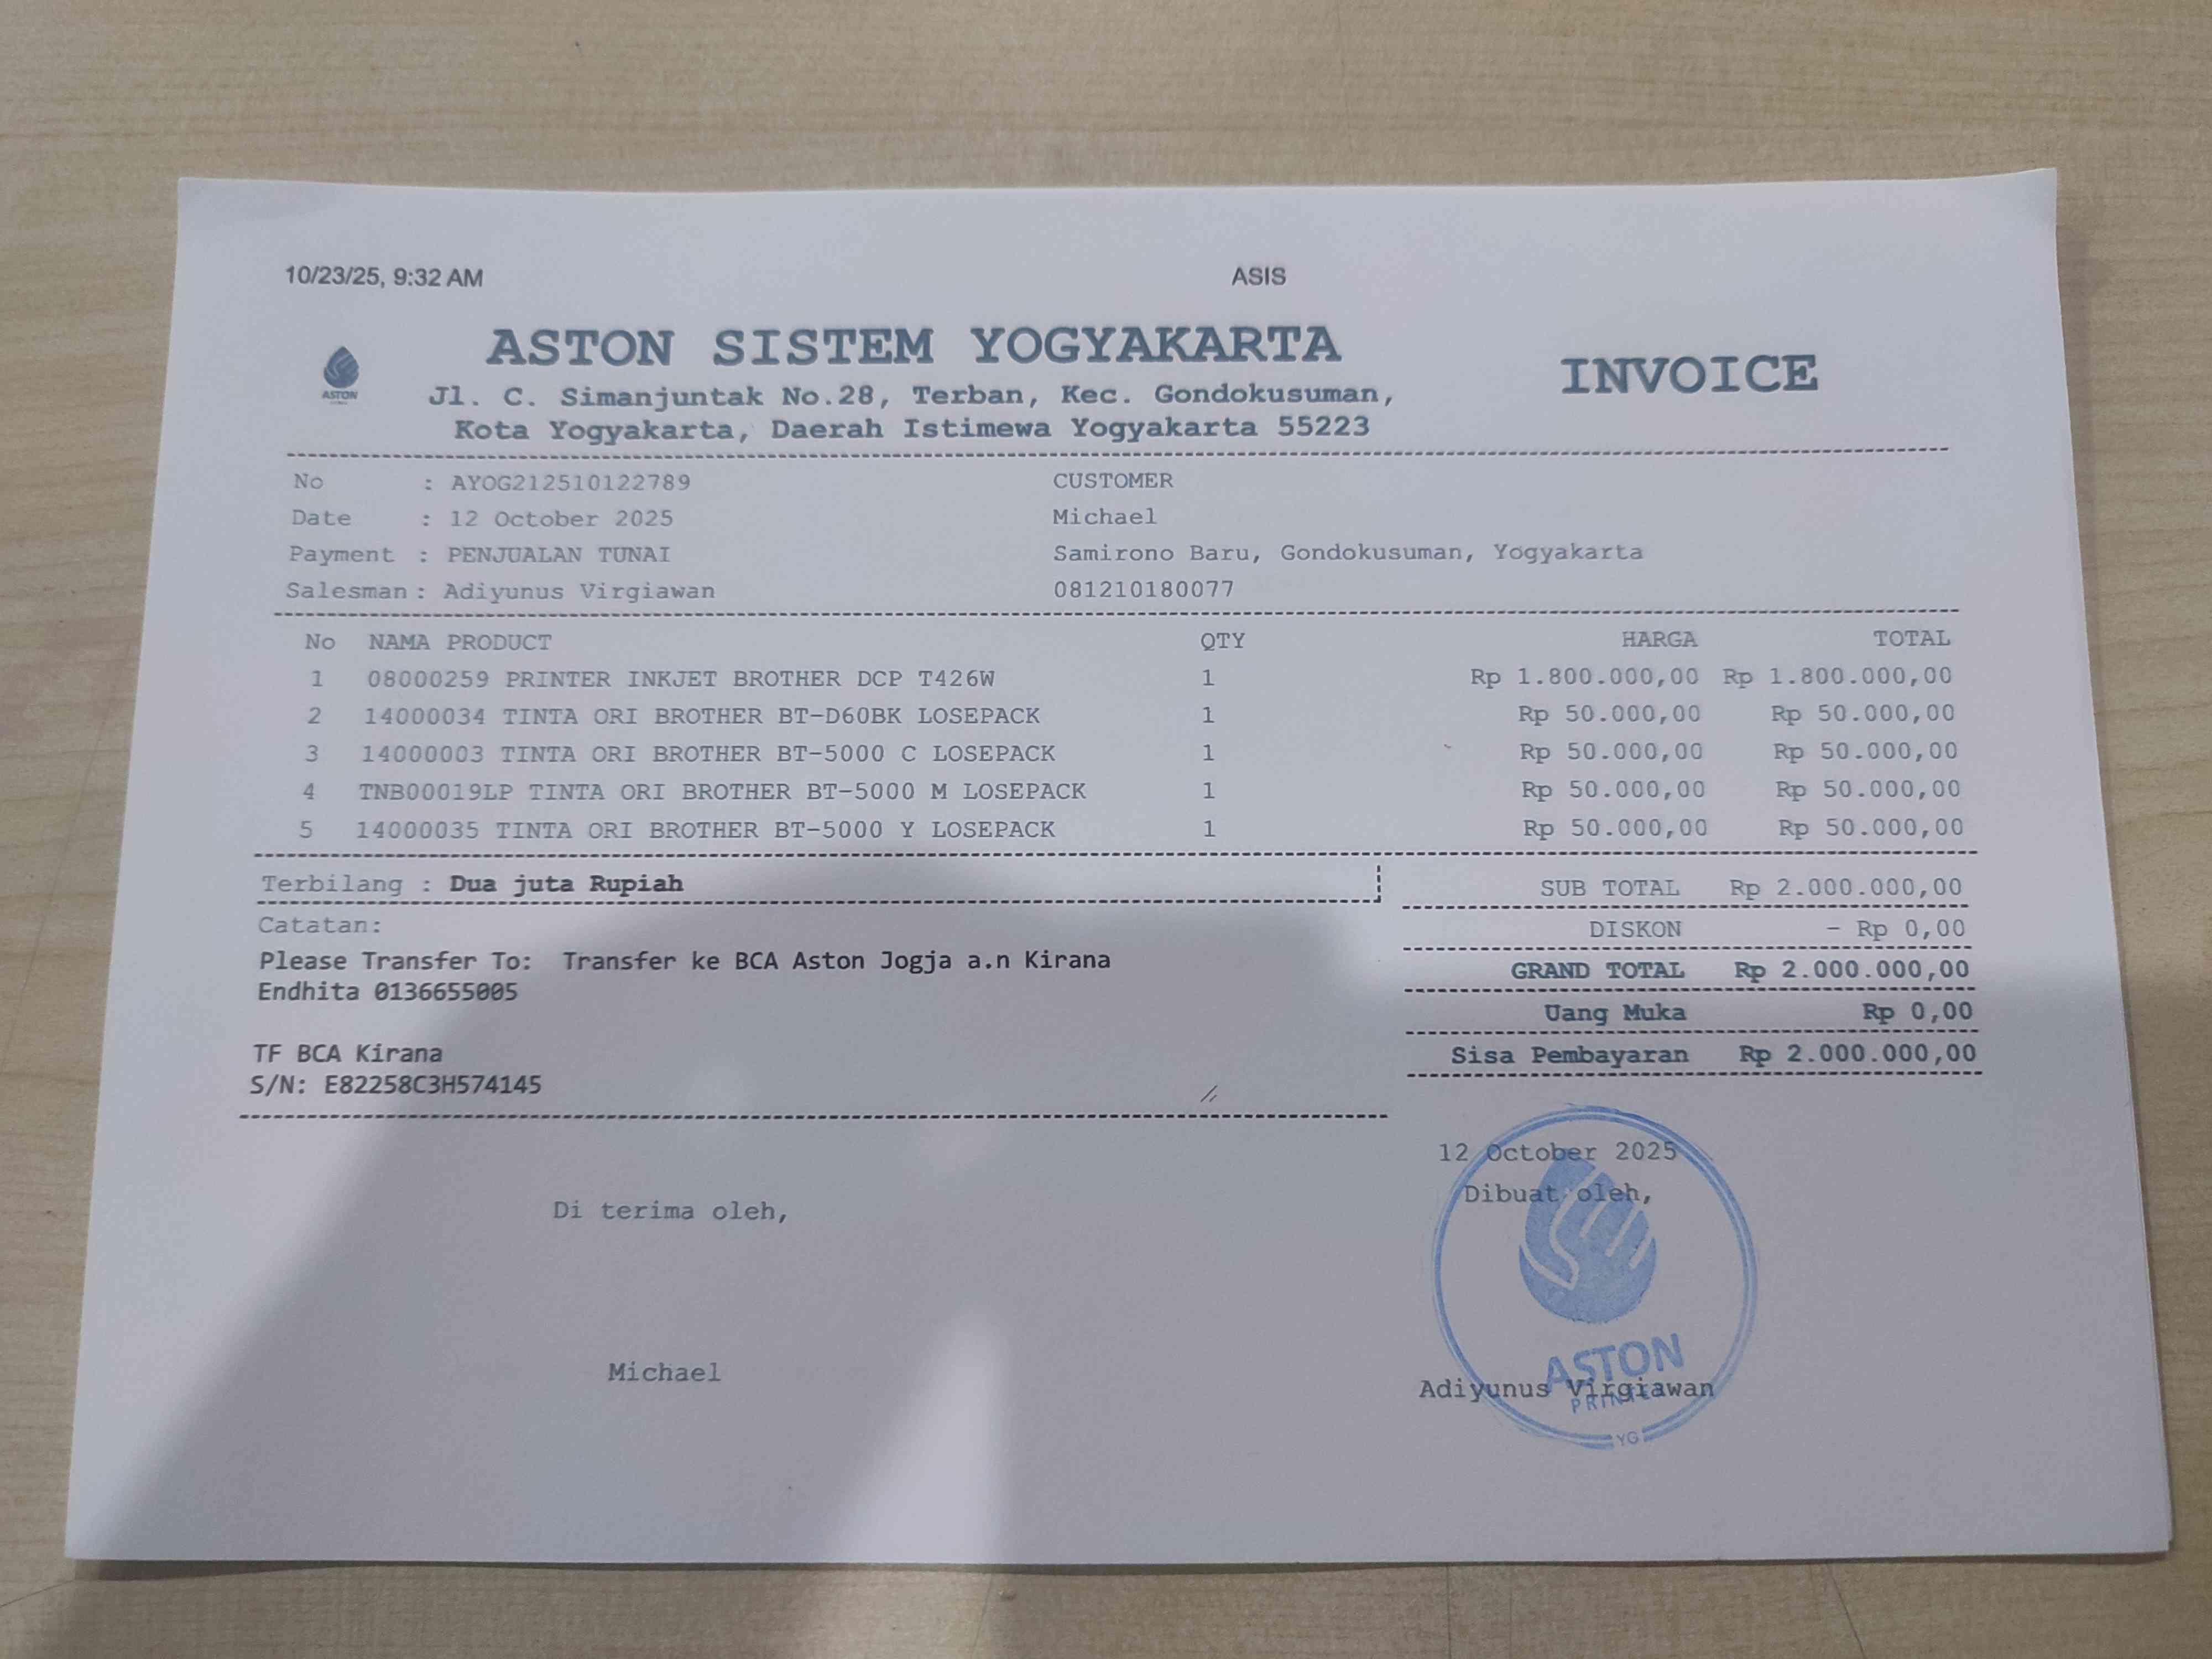 10/23/25, 9:32 AM ASIS
ASTON
ASTON SISTEM YOGYAKARTA
INVOICE
Jl. C. Simanjuntak No.28, Terban, Kec. Gondokusuman,
Kota Yogyakarta, Daerah Istimewa Yogyakarta 55223
No : AYOG212510122789 CUSTOMER
Date : 12 October 2025 Michael
Payment : PENJUALAN TUNAI Samirono Baru, Gondokusuman, Yogyakarta
Salesman : Adiyunus Virgiawan 081210180077
No NAMA PRODUCT QTY HARGA TOTAL
1 08000259 PRINTER INKJET BROTHER DCP T426W 1 Rp 1.800.000,00 Rp 1.800.000,00
2 14000034 TINTA ORI BROTHER BT-D60BK LOSEPACK 1 Rp 50.000,00 Rp 50.000,00
3 14000003 TINTA ORI BROTHER BT-5000 C LOSEPACK 1 Rp 50.000,00 Rp 50.000,00
4 TNB00019LP TINTA ORI BROTHER BT-5000 M LOSEPACK 1 Rp 50.000,00 Rp 50.000,00
5 14000035 TINTA ORI BROTHER BT-5000 Y LOSEPACK 1 Rp 50.000,00 Rp 50.000,00
Terbilang : Dua juta Rupiah
Catatan:
Please Transfer To: Transfer ke BCA Aston Jogja a.n Kirana
Endhita 0136655005
TF BCA Kirana
S/N: E82258C3H574145
SUB TOTAL Rp 2.000.000,00
DISKON - Rp 0,00
GRAND TOTAL Rp 2.000.000,00
Uang Muka Rp 0,00
Sisa Pembayaran Rp 2.000.000,00
12 October 2025
Dibuat oleh,
Di terima oleh,
Michael
ASTON
Adiyunus Virgiawan
YG